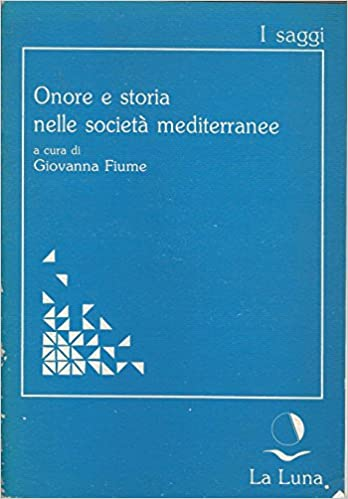 I saggi
Onore e storia
nelle società mediterranee
a cura di
Giovanna Fiume
La Luna